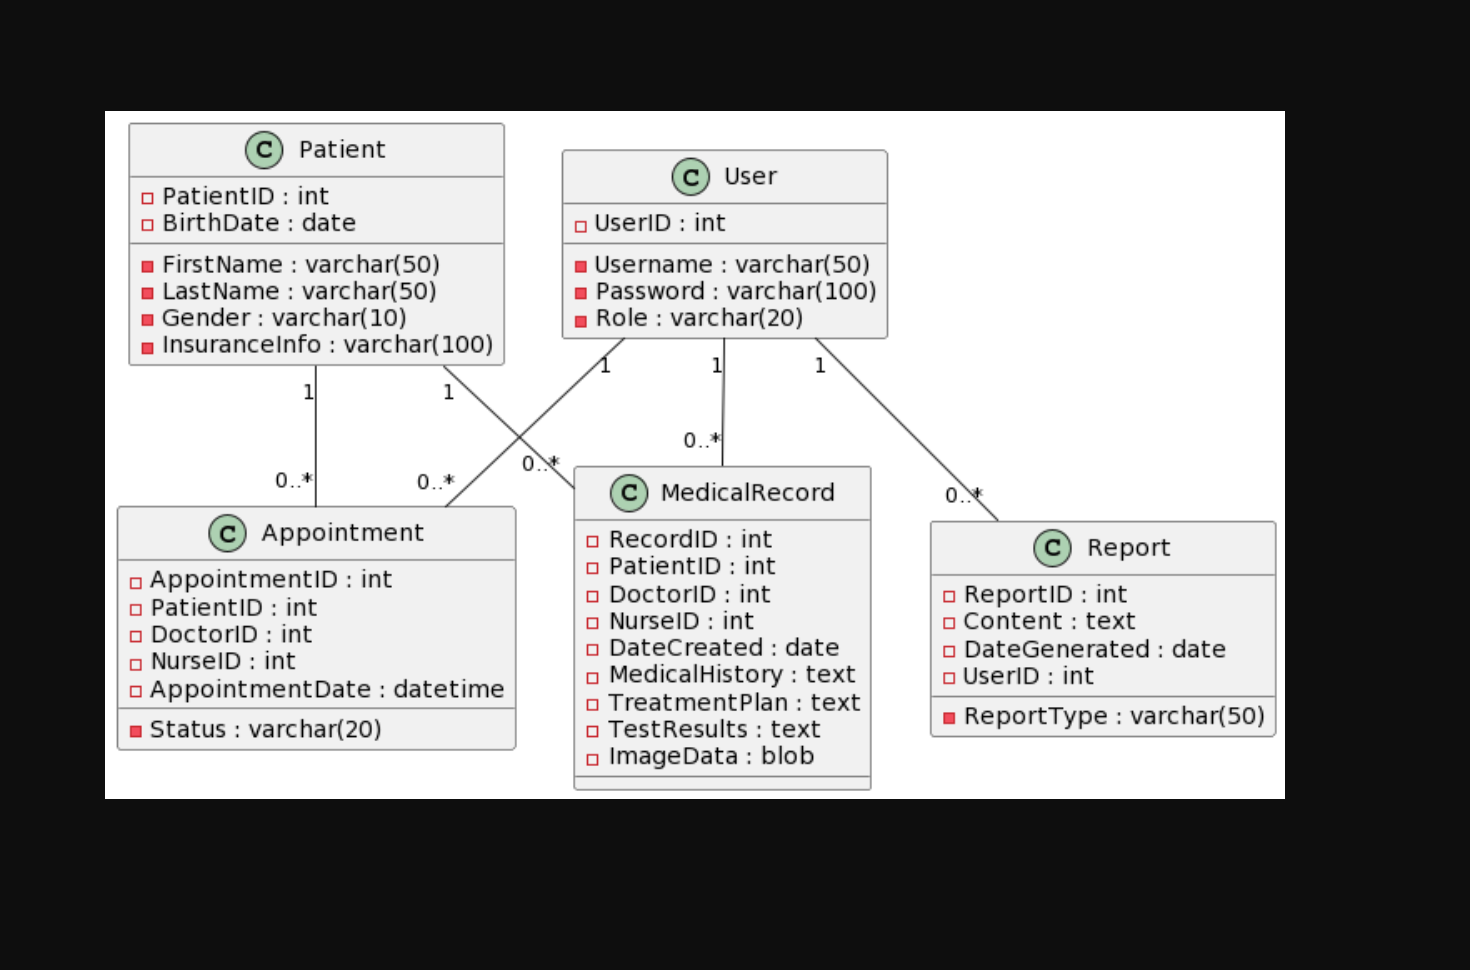 C Patient
PatientID : int
BirthDate : date
FirstName : varchar(50)
LastName : varchar(50)
Gender : varchar(10)
InsuranceInfo : varchar(100)
C User
UserID : int
Username : varchar(50)
Password : varchar(100)
Role : varchar(20)
1
1
1
1
1
0..*
0..*
0..*
0..*
0..*
C Appointment
AppointmentID : int
PatientID : int
DoctorID : int
NurseID : int
AppointmentDate : datetime
Status : varchar(20)
C MedicalRecord
RecordID : int
PatientID : int
DoctorID : int
NurseID : int
DateCreated : date
MedicalHistory : text
TreatmentPlan : text
TestResults : text
ImageData : blob
C Report
ReportID : int
Content : text
DateGenerated : date
UserID : int
ReportType : varchar(50)